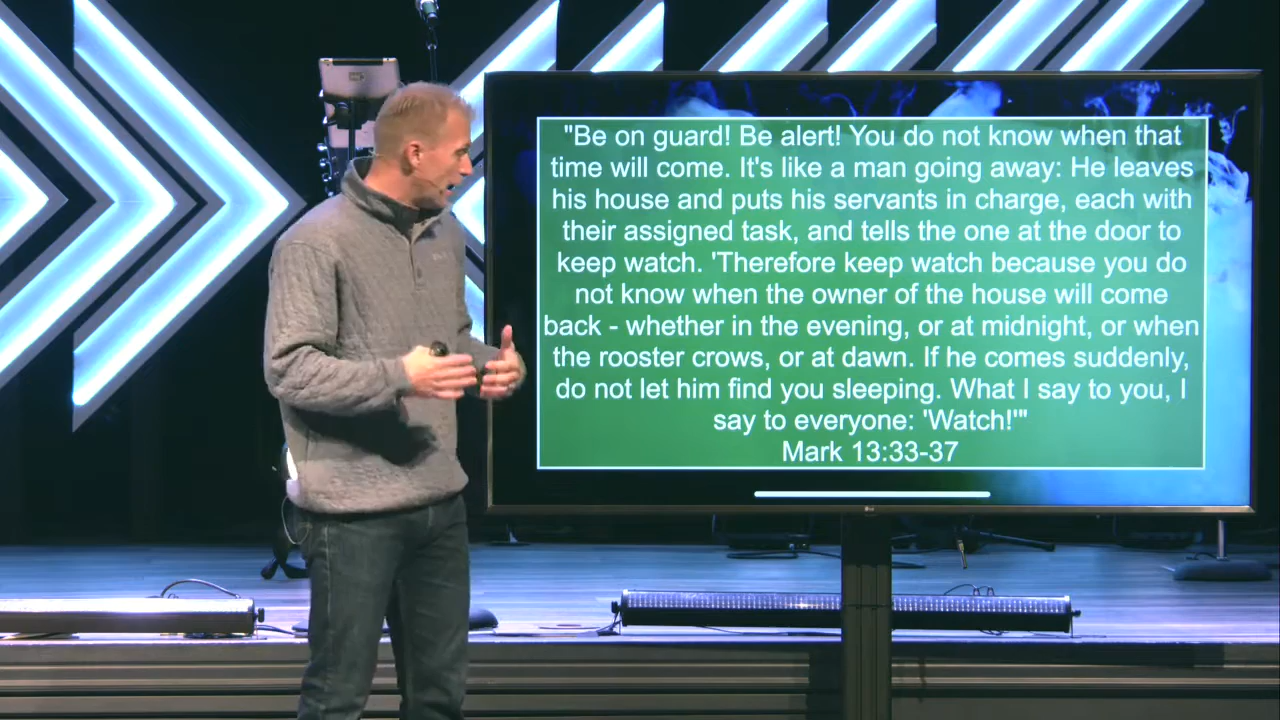 "Be on guard! Be alert! You do not know when that
time will come. It's like a man going away: He leaves
his house and puts his servants in charge, each with
their assigned task, and tells the one at the door to
keep watch. 'Therefore keep watch because you do
not know when the owner of the house will come
back - whether in the evening, or at midnight, or when
the rooster crows, or at dawn. If he comes suddenly,
do not let him find you sleeping. What I say to you, I
say to everyone: 'Watch!'"
Mark 13:33-37
LG